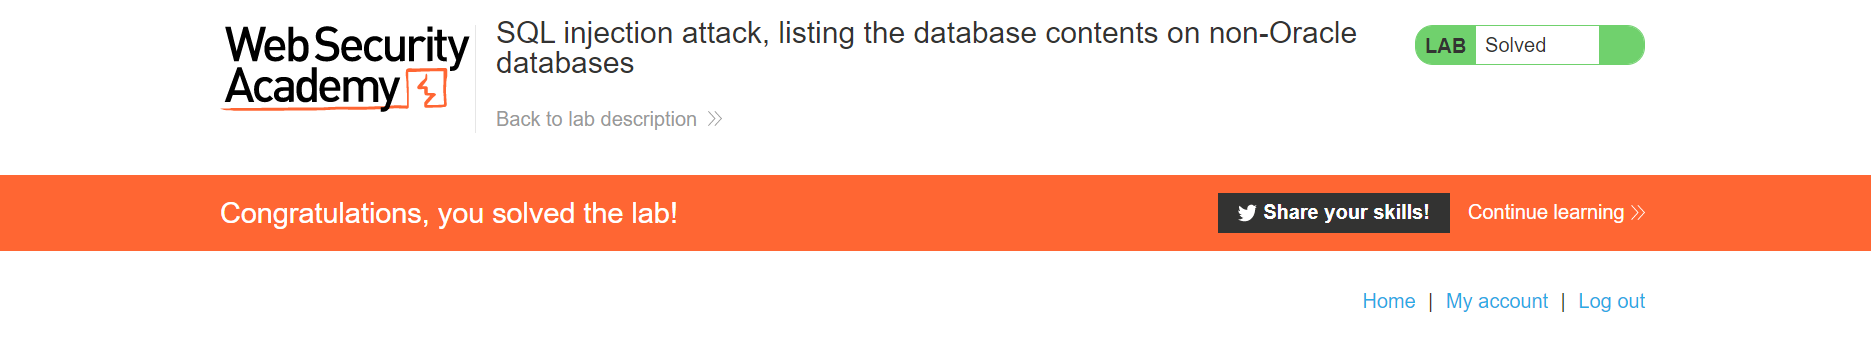 Web Security
Academy
SQL injection attack, listing the database contents on non-Oracle
databases
Back to lab description
LAB Solved
Congratulations, you solved the lab!
Share your skills!
Continue learning
Home | My account | Log out